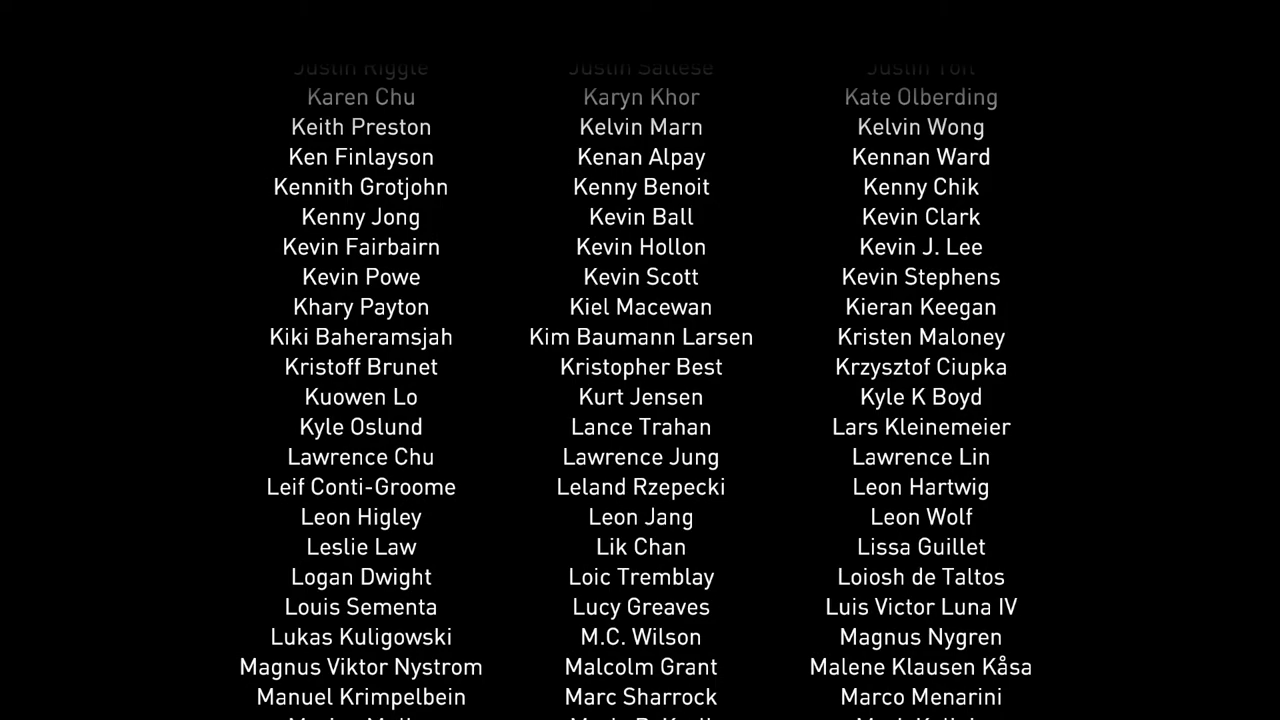 Justin Riggle Justin Sallese Justin Tolf
Karen Chu Karyn Khor Kate Olberding
Keith Preston Kelvin Marn Kelvin Wong
Ken Finlayson Kenan Alpay Kennan Ward
Kennith Grotjohn Kenny Benoit Kenny Chik
Kenny Jong Kevin Ball Kevin Clark
Kevin Fairbairn Kevin Hollon Kevin J. Lee
Kevin Powe Kevin Scott Kevin Stephens
Khary Payton Kiel Macewan Kieran Keegan
Kiki Baheramsjah Kim Baumann Larsen Kristen Maloney
Kristoff Brunet Kristopher Best Krzysztof Ciupka
Kuowen Lo Kurt Jensen Kyle K Boyd
Kyle Oslund Lance Trahan Lars Kleinemeier
Lawrence Chu Lawrence Jung Lawrence Lin
Leif Conti-Groome Leland Rzepecki Leon Hartwig
Leon Higley Leon Jang Leon Wolf
Leslie Law Lik Chan Lissa Guillet
Logan Dwight Loic Tremblay Loiosh de Taltos
Louis Sementa Lucy Greaves Luis Victor Luna IV
Lukas Kuligowski M.C. Wilson Magnus Nygren
Magnus Viktor Nystrom Malcolm Grant Malene Klausen Kåsa
Manuel Krimpelbein Marc Sharrock Marco Menarini